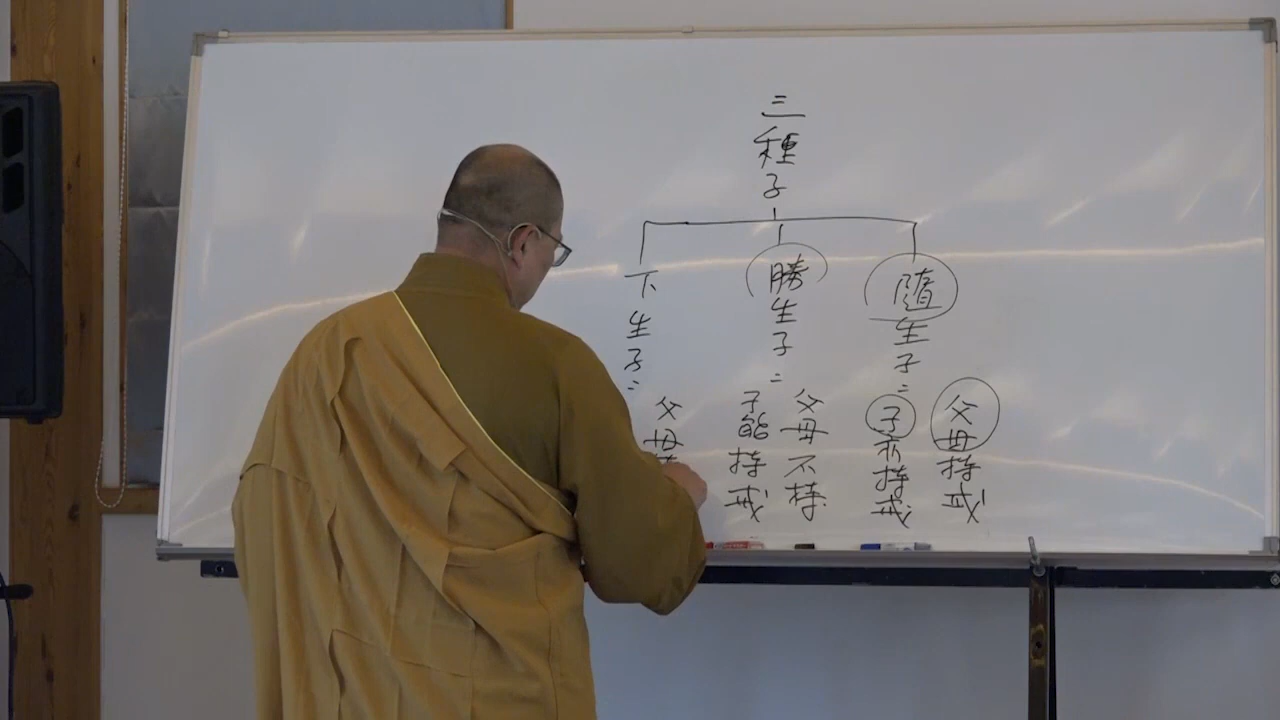 三種子
隨生子:
父母持戒
子亦持戒
勝生子:
父母不持
子能持戒
下生子:
父母